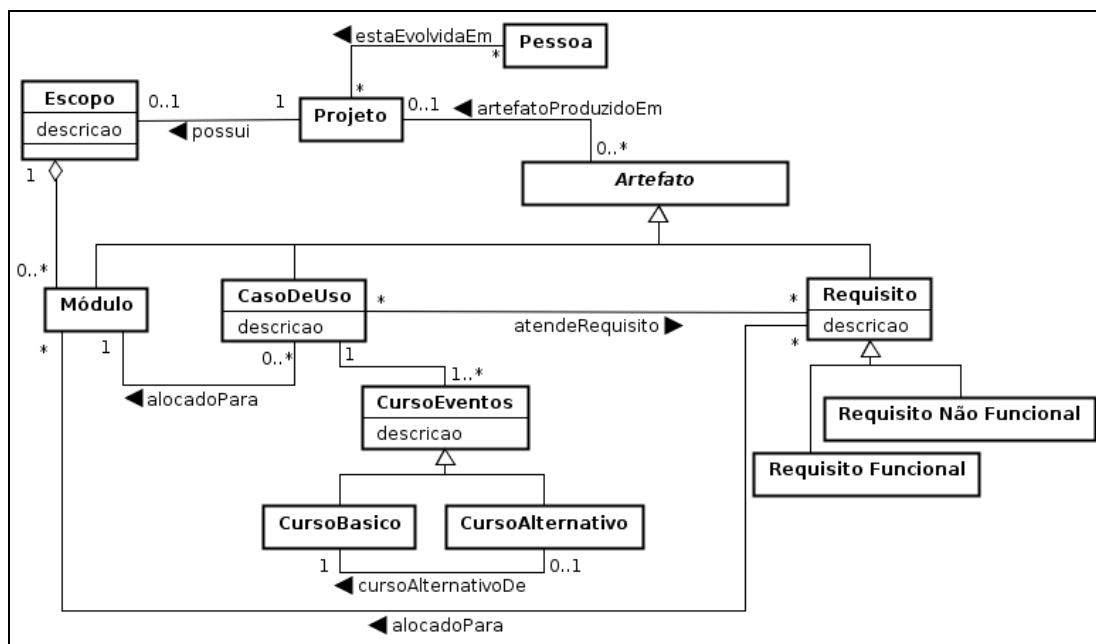 estaEvolvidaEm
Pessoa
*
*
Escopo
descricao
0..1
1
possui
Projeto
0..1
artefatoProduzidoEm
0..*
Artefato
1
0..*
Módulo
*
1
CasoDeUso
descricao
*
0..*
1
atendeRequisito
*
Requisito
descricao
*
alocadoPara
1..*
CursoEventos
descricao
Requisito Não Funcional
Requisito Funcional
CursoBasico
CursoAlternativo
1
0..1
cursoAlternativoDe
alocadoPara